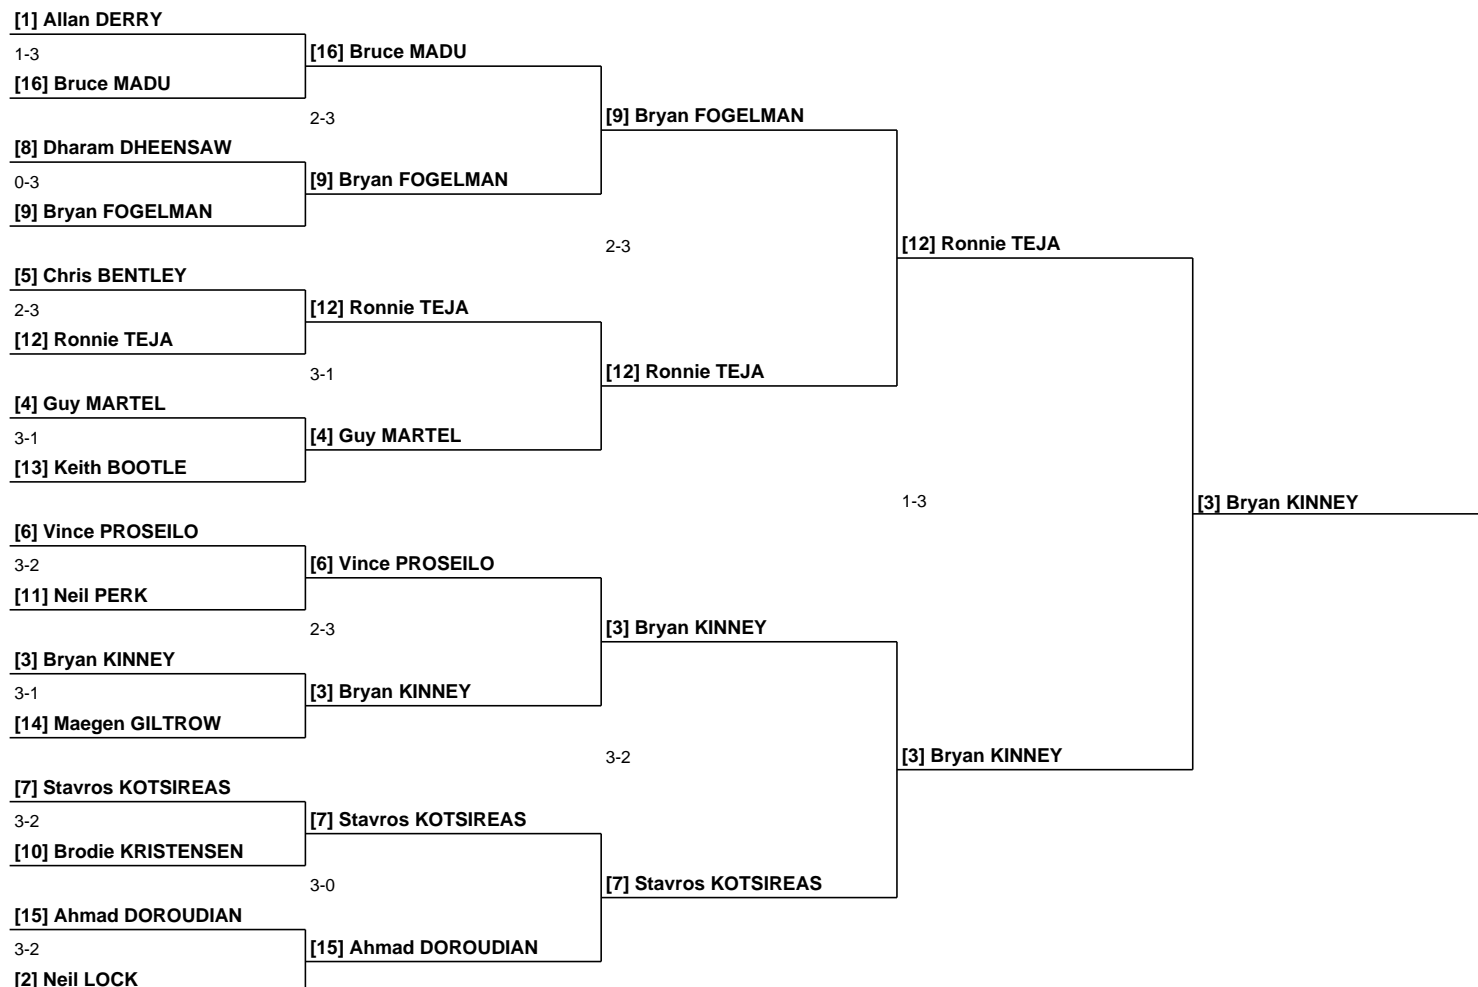 [1] Allan DERRY
1-3
[16] Bruce MADU
[16] Bruce MADU
2-3
[9] Bryan FOGELMAN
[8] Dharam DHEENSAW
0-3
[9] Bryan FOGELMAN
[9] Bryan FOGELMAN
2-3
[12] Ronnie TEJA
[5] Chris BENTLEY
2-3
[12] Ronnie TEJA
[12] Ronnie TEJA
3-1
[12] Ronnie TEJA
[4] Guy MARTEL
3-1
[4] Guy MARTEL
[13] Keith BOOTLE
1-3
[3] Bryan KINNEY
[6] Vince PROSEILO
3-2
[6] Vince PROSEILO
[11] Neil PERK
2-3
[3] Bryan KINNEY
[3] Bryan KINNEY
3-1
[3] Bryan KINNEY
[14] Maegen GILTROW
3-2
[3] Bryan KINNEY
[7] Stavros KOTSIREAS
3-2
[7] Stavros KOTSIREAS
[10] Brodie KRISTENSEN
3-0
[7] Stavros KOTSIREAS
[15] Ahmad DOROUDIAN
3-2
[15] Ahmad DOROUDIAN
[2] Neil LOCK